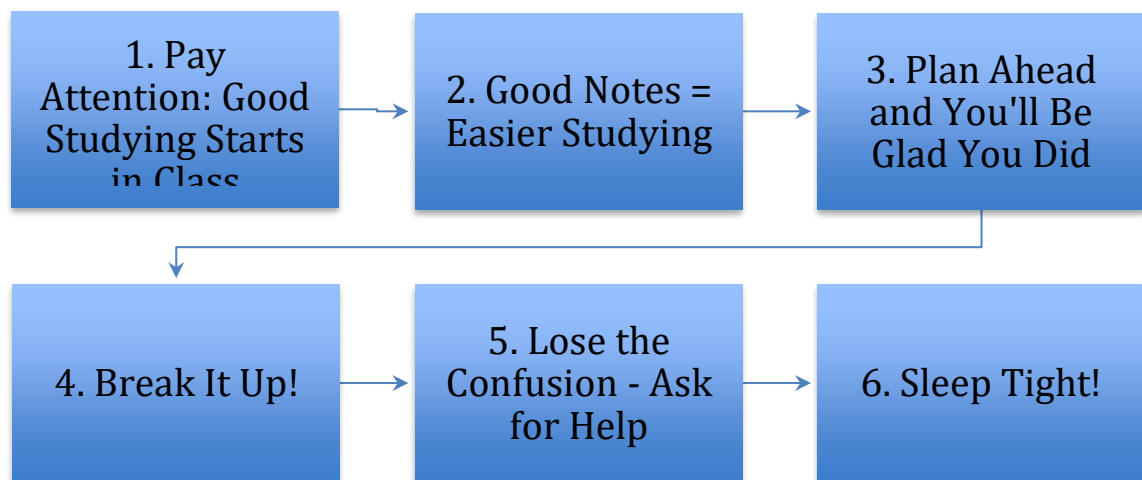 1. Pay
Attention: Good
Studying Starts
in Class
2. Good Notes =
Easier Studying
3. Plan Ahead
and You'll Be
Glad You Did
4. Break It Up!
5. Lose the
Confusion - Ask
for Help
6. Sleep Tight!